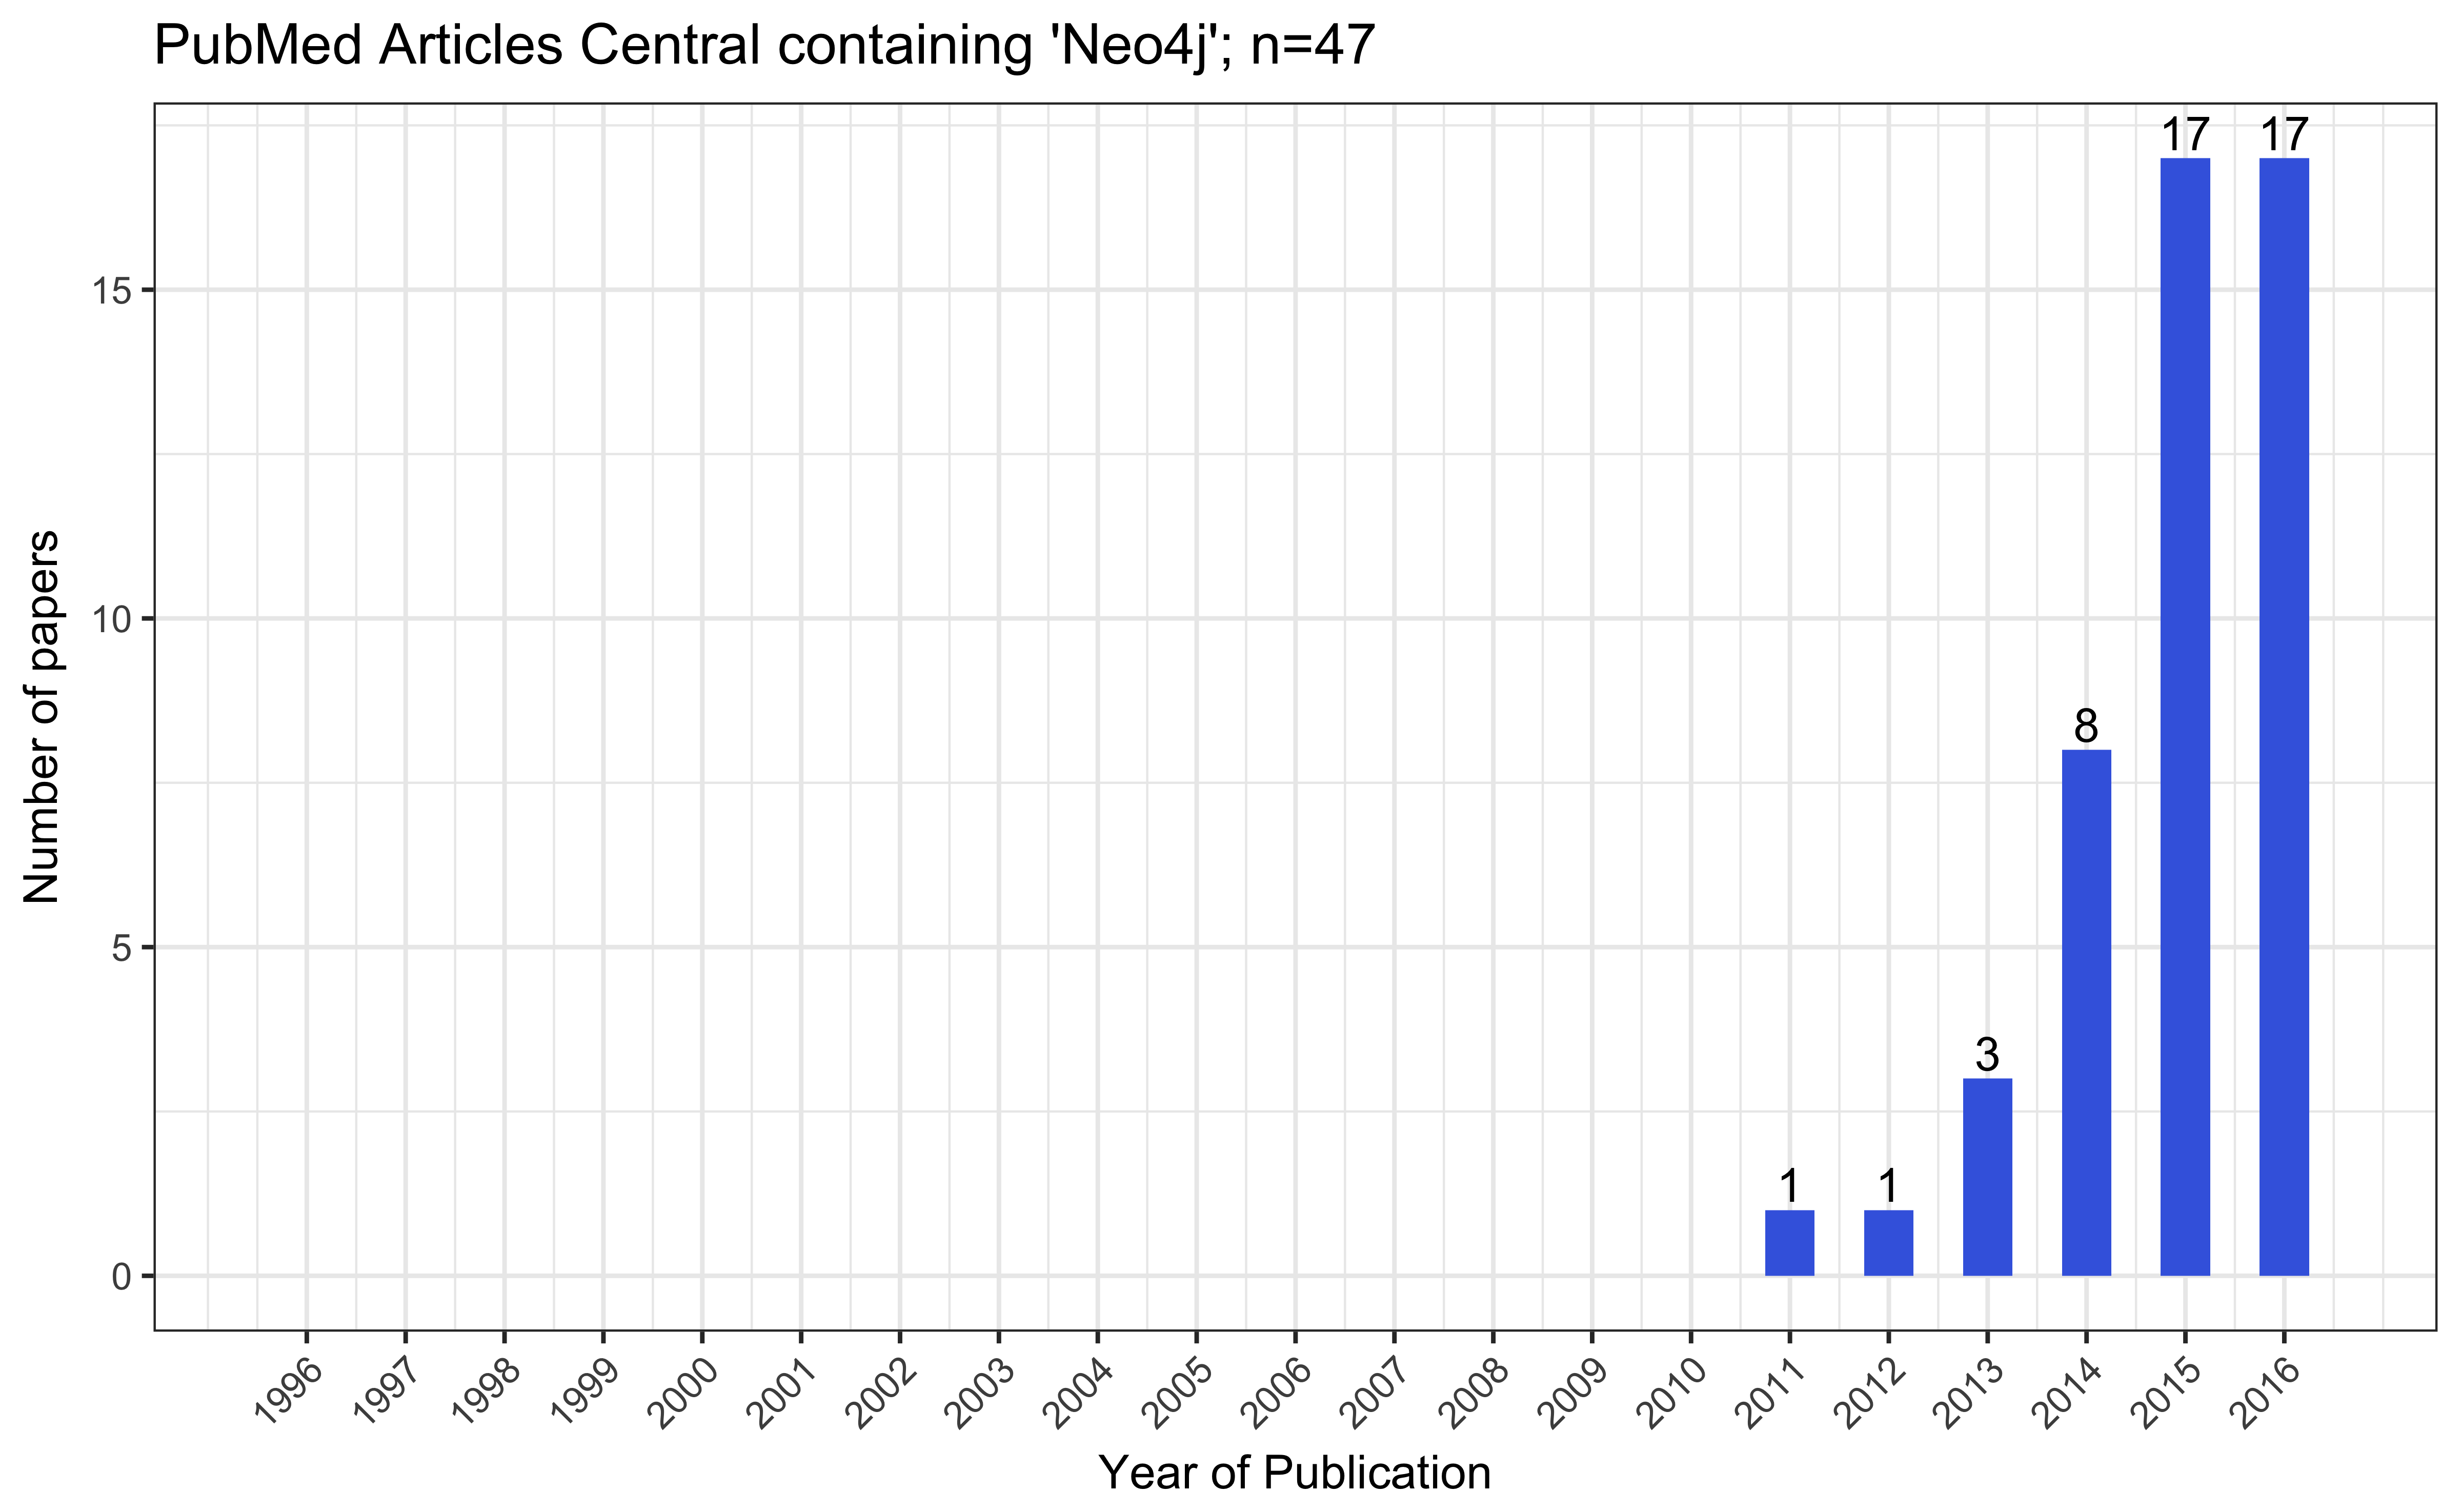 PubMed Articles Central containing 'Neo4j'; n=47
17 17
15
10
8
5
3
1 1
0
Number of papers
1996 1997 1998 1999 2000 2001 2002 2003 2004 2005 2006 2007 2008 2009 2010 2011 2012 2013 2014 2015 2016
Year of Publication